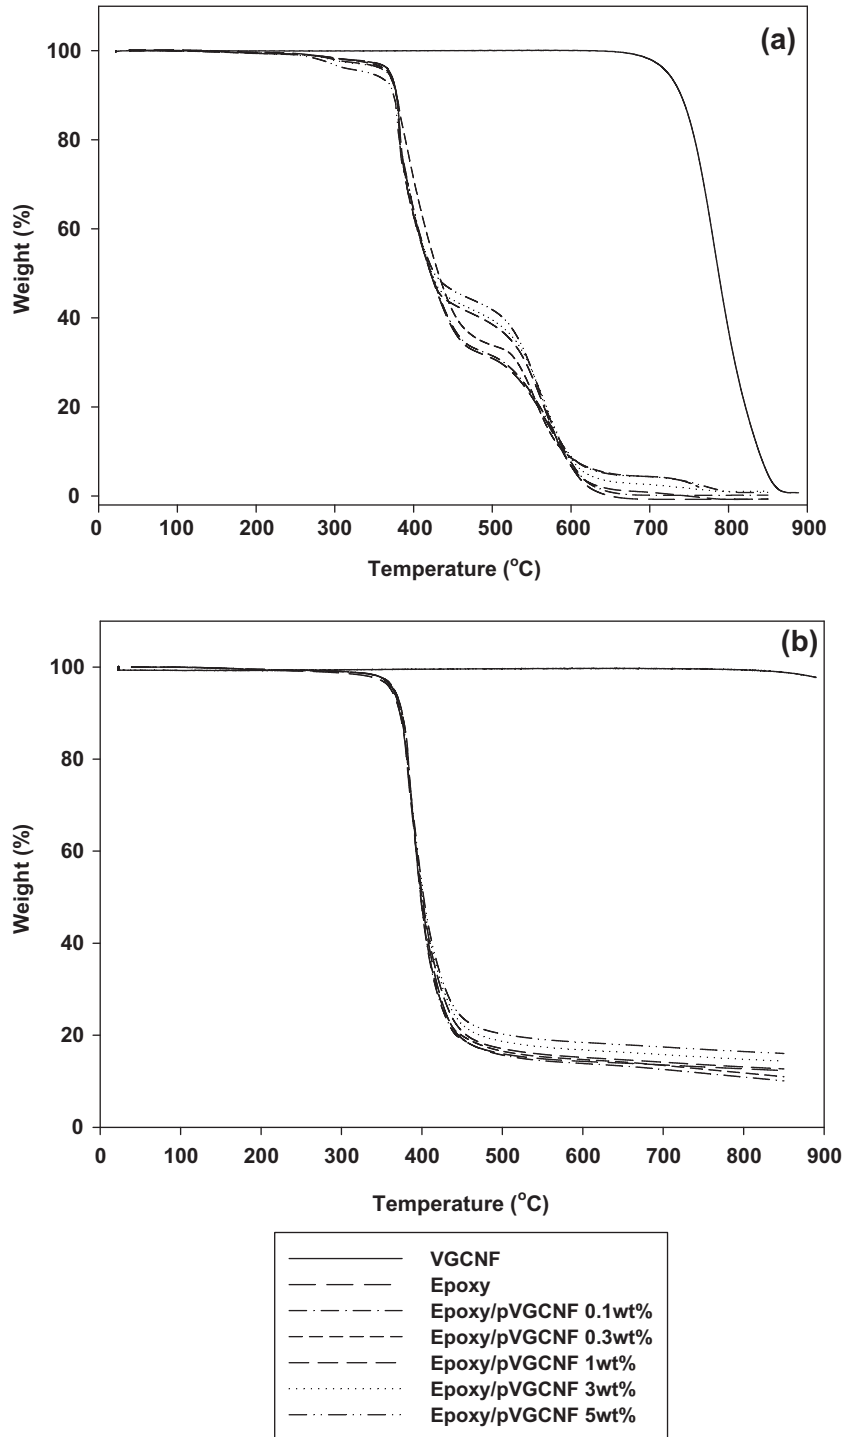 (a)
100
80
60
40
20
0
Weight (%)
0 100 200 300 400 500 600 700 800 900
Temperature (°C)
(b)
100
80
60
40
20
0
Weight (%)
0 100 200 300 400 500 600 700 800 900
Temperature (°C)
VGCNF
Epoxy
Epoxy/pVGCNF 0.1wt%
Epoxy/pVGCNF 0.3wt%
Epoxy/pVGCNF 1wt%
Epoxy/pVGCNF 3wt%
Epoxy/pVGCNF 5wt%